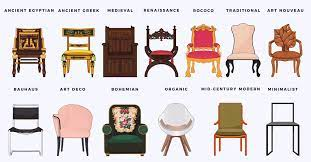 ANCIENT EGYPTIAN ANCIENT GREEK MEDIEVAL RENAISSANCE ROCOCO TRADITIONAL ART NOUVEAU
BAUHAUS ART DECO BOHEMIAN ORGANIC MID-CENTURY MODERN MINIMALIST